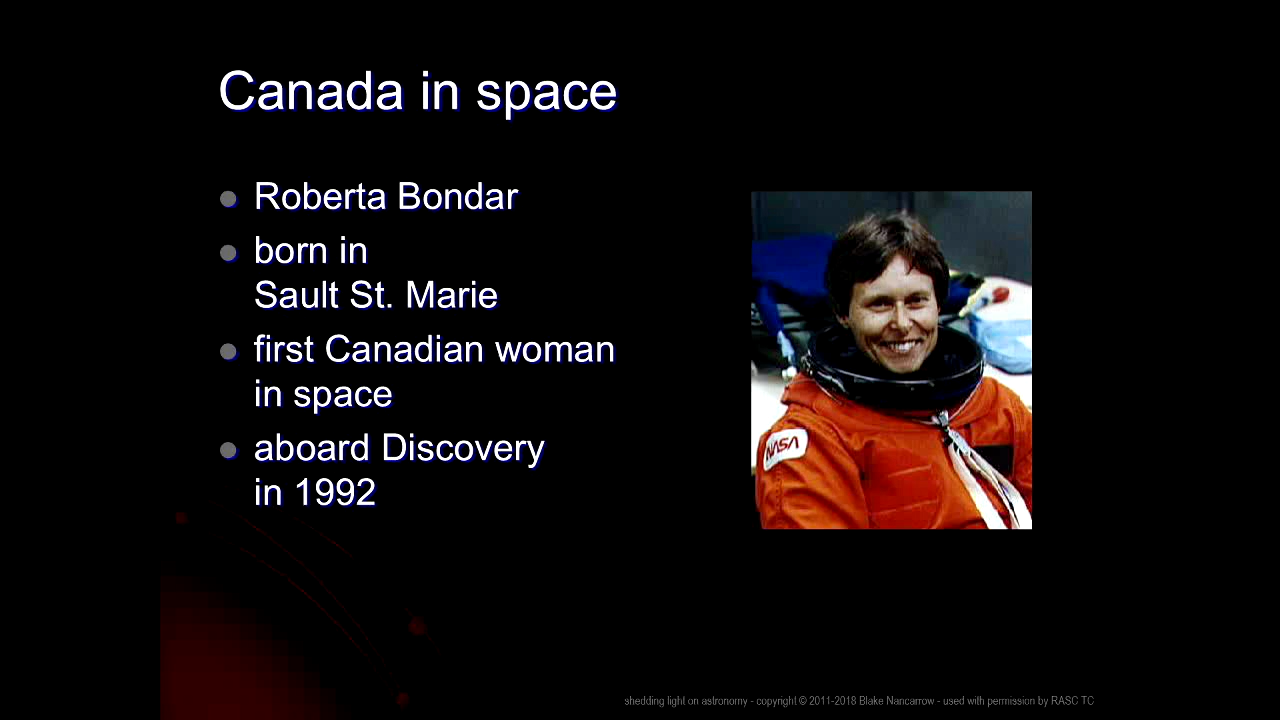 Canada in space
Roberta Bondar
born in
Sault St. Marie
first Canadian woman
in space
aboard Discovery
in 1992
NASA
shedding light on astronomy - copyright © 2011-2018 Blake Nancarrow - used with permission by RASC TC